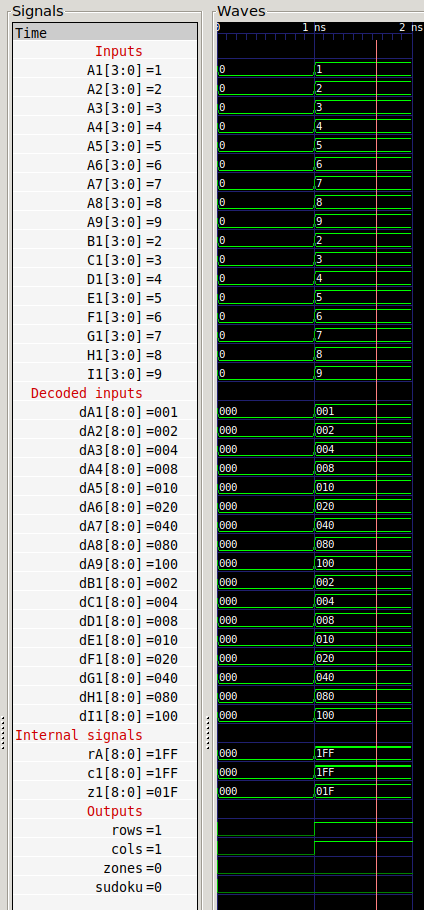 Signals Waves
Time 0 1 ns 2 ns
Inputs
A1[3:0]=1 0 1
A2[3:0]=2 0 2
A3[3:0]=3 0 3
A4[3:0]=4 0 4
A5[3:0]=5 0 5
A6[3:0]=6 0 6
A7[3:0]=7 0 7
A8[3:0]=8 0 8
A9[3:0]=9 0 9
B1[3:0]=2 0 2
C1[3:0]=3 0 3
D1[3:0]=4 0 4
E1[3:0]=5 0 5
F1[3:0]=6 0 6
G1[3:0]=7 0 7
H1[3:0]=8 0 8
I1[3:0]=9 0 9
Decoded inputs
dA1[8:0]=001 000 001
dA2[8:0]=002 000 002
dA3[8:0]=004 000 004
dA4[8:0]=008 000 008
dA5[8:0]=010 000 010
dA6[8:0]=020 000 020
dA7[8:0]=040 000 040
dA8[8:0]=080 000 080
dA9[8:0]=100 000 100
dB1[8:0]=002 000 002
dC1[8:0]=004 000 004
dD1[8:0]=008 000 008
dE1[8:0]=010 000 010
dF1[8:0]=020 000 020
dG1[8:0]=040 000 040
dH1[8:0]=080 000 080
dI1[8:0]=100 000 100
Internal signals
rA[8:0]=1FF 000 1FF
c1[8:0]=1FF 000 1FF
z1[8:0]=01F 000 01F
Outputs
rows=1
cols=1
zones=0
sudoku=0